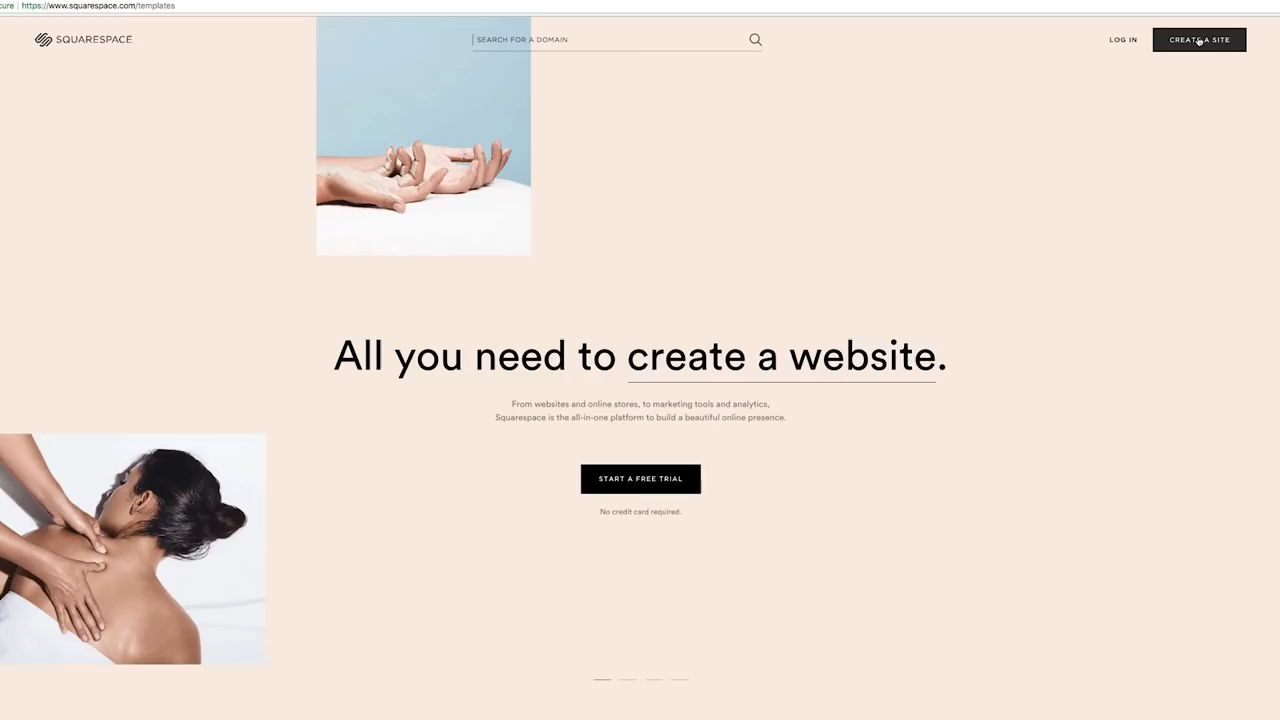 cure | https://www.squarespace.com/templates
SQUARESPACE
SEARCH FOR A DOMAIN
LOG IN
CREATE A SITE
All you need to create a website.
From websites and online stores, to marketing tools and analytics,
Squarespace is the all-in-one platform to build a beautiful online presence.
START A FREE TRIAL
No credit card required.